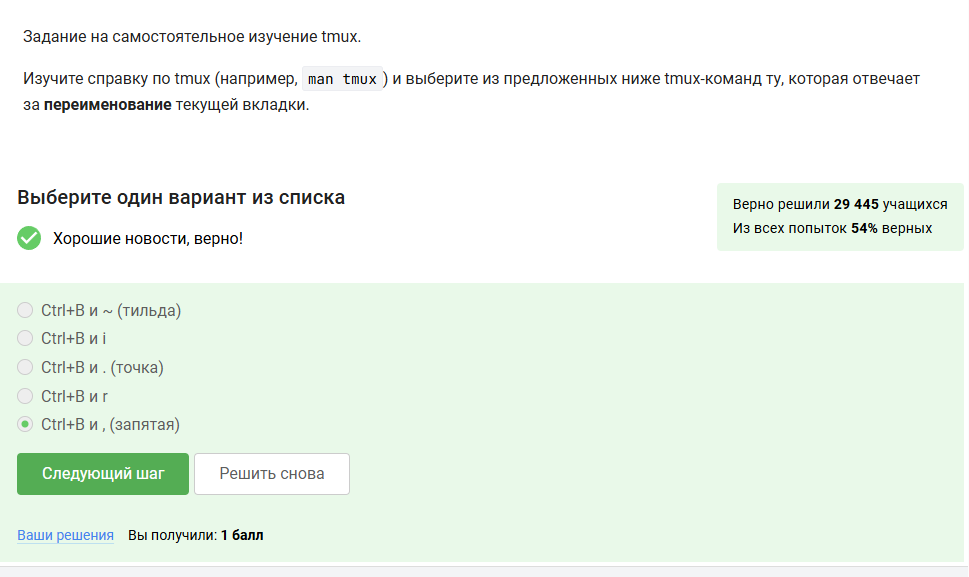 Задание на самостоятельное изучение tmux.
Изучите справку по tmux (например, man tmux ) и выберите из предложенных ниже tmux-команд ту, которая отвечает
за переименование текущей вкладки.
Выберите один вариант из списка
Хорошие новости, верно!
Верно решили 29 445 учащихся
Из всех попыток 54% верных
Ctrl+B и ~ (тильда)
Ctrl+B и i
Ctrl+B и . (точка)
Ctrl+B и r
Ctrl+B и , (запятая)
Следующий шаг
Решить снова
Ваши решения Вы получили: 1 балл